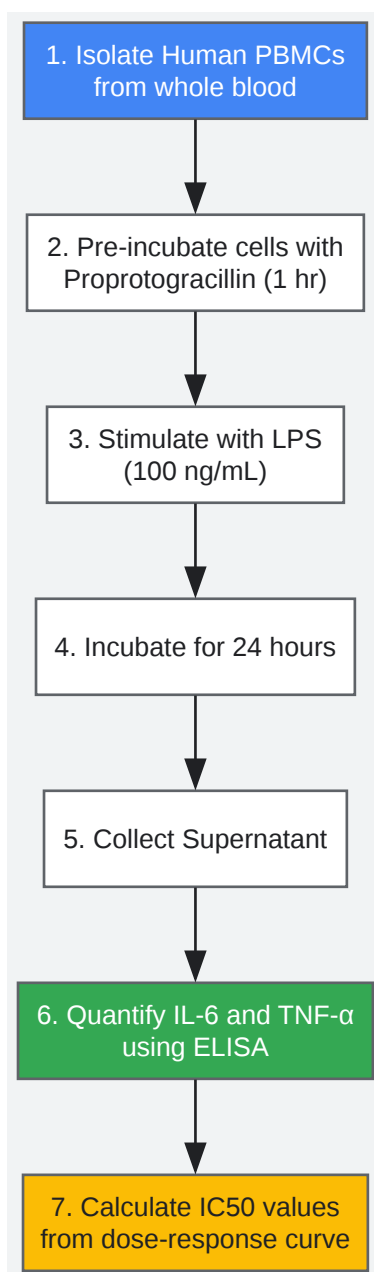 1. Isolate Human PBMCs
from whole blood
2. Pre-incubate cells with
Proprotogracillin (1 hr)
3. Stimulate with LPS
(100 ng/mL)
4. Incubate for 24 hours
5. Collect Supernatant
6. Quantify IL-6 and TNF-α
using ELISA
7. Calculate IC50 values
from dose-response curve